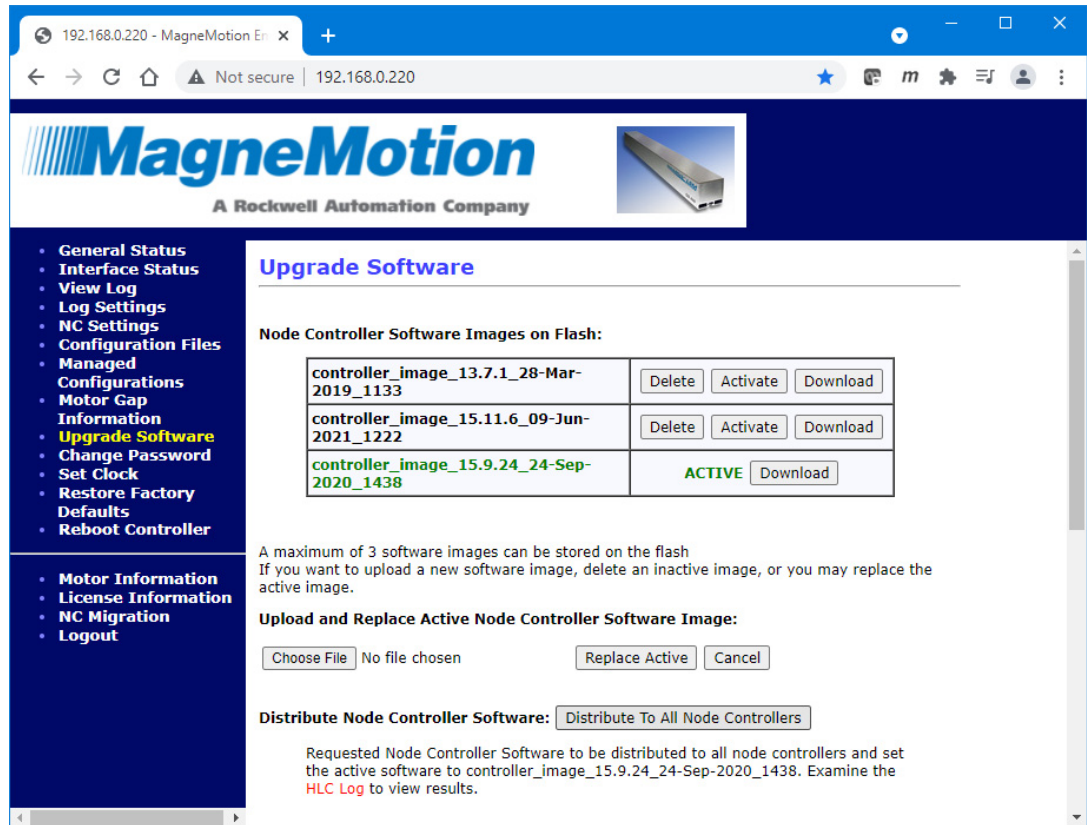 192.168.0.220 - MagneMotion En
Not secure | 192.168.0.220
m
MagneMotion
A Rockwell Automation Company
General Status
Interface Status
View Log
Log Settings
NC Settings
Configuration Files
Managed
Configurations
Motor Gap
Information
Upgrade Software
Change Password
Set Clock
Restore Factory
Defaults
Reboot Controller
Motor Information
License Information
NC Migration
Logout
Upgrade Software
Node Controller Software Images on Flash:
controller_image_13.7.1_28-Mar-
2019_1133
Delete Activate Download
controller_image_15.11.6_09-Jun-
2021_1222
Delete Activate Download
controller_image_15.9.24_24-Sep-
2020_1438
ACTIVE Download
A maximum of 3 software images can be stored on the flash
If you want to upload a new software image, delete an inactive image, or you may replace the
active image.
Upload and Replace Active Node Controller Software Image:
Choose File No file chosen Replace Active Cancel
Distribute Node Controller Software: Distribute To All Node Controllers
Requested Node Controller Software to be distributed to all node controllers and set
the active software to controller_image_15.9.24_24-Sep-2020_1438. Examine the
HLC Log to view results.